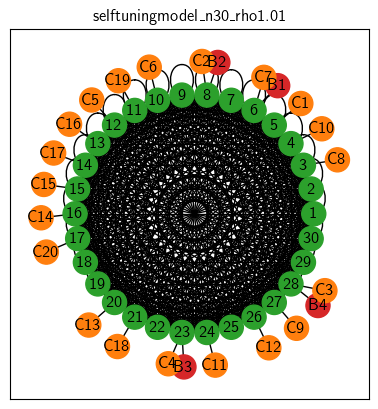 selftuningmodel_n30_rho1.01
C2 B2
C6 C7 B1
C19 C1
C5 9 8
10 7
11 6
C16 12 5 C10
C17 13 4 C8
14 3
C15 15 2
C14 16 1
C20 17 30
18 29
19 28 C3
20 27 B4
C13 21 26 C9
C18 22 25
23 24 C12
C4 B3 C11